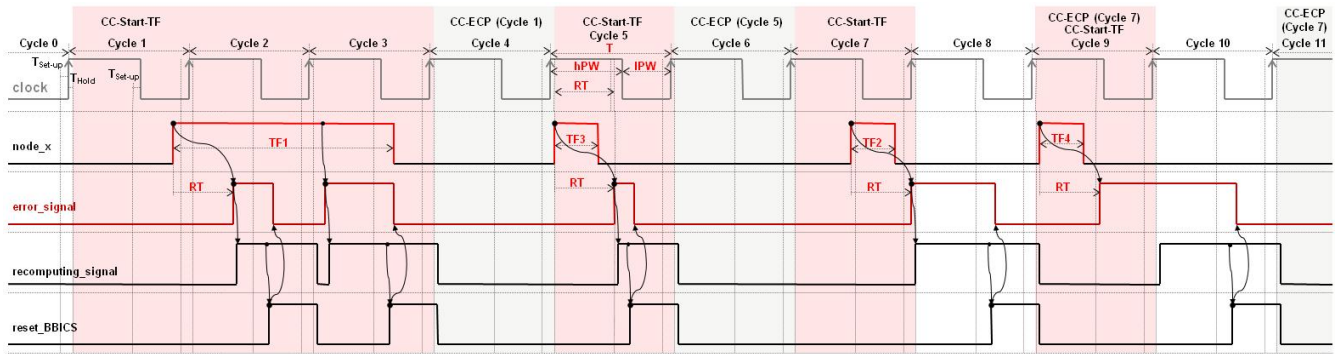 CC-Start-TF
CC-ECP (Cycle 1)
CC-Start-TF
CC-ECP (Cycle 5)
CC-Start-TF
CC-ECP (Cycle 7)
CC-Start-TF
CC-ECP
(Cycle 7)
Cycle 0
Cycle 1
Cycle 2
Cycle 3
Cycle 4
Cycle 5
Cycle 6
Cycle 7
Cycle 8
Cycle 9
Cycle 10
Cycle 11
T
TSet-up
THold
TSet-up
hPW
lPW
RT
clock
node_x
TF1
TF3
TF2
TF4
RT
RT
RT
RT
error_signal
recomputing_signal
reset_BBICS